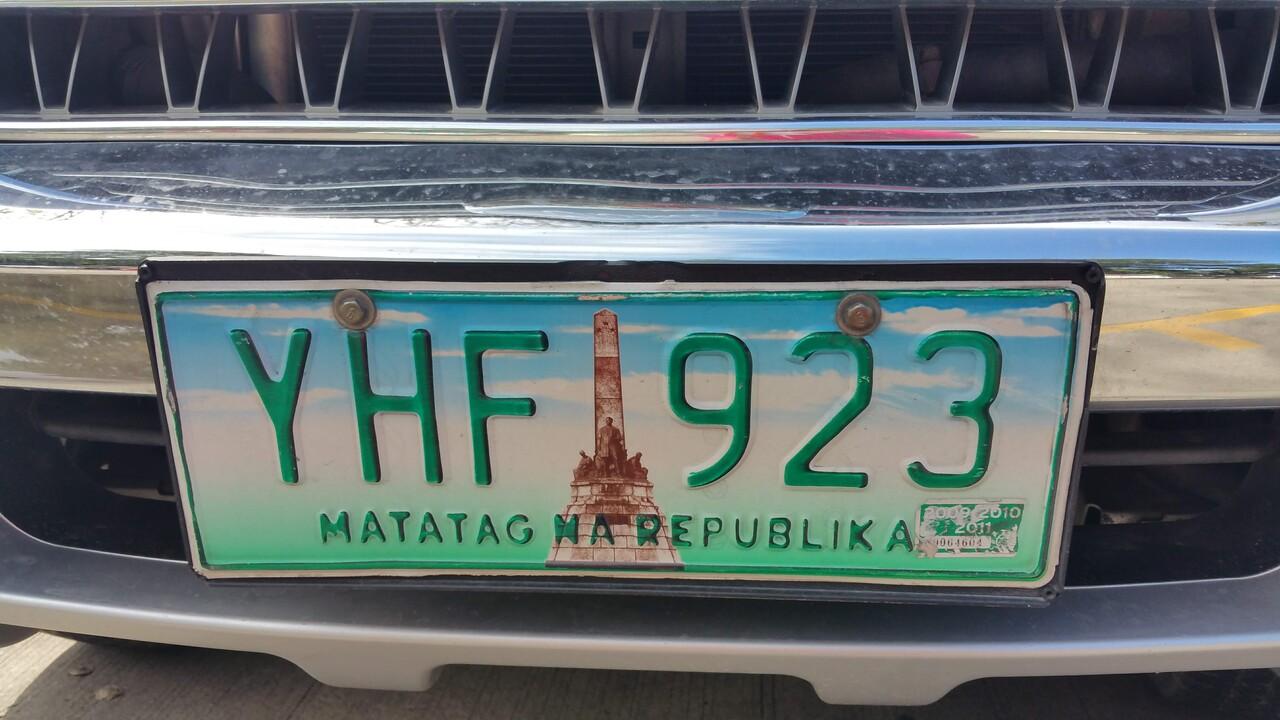 YHF 923
MATATAG NA REPUBLIKA
2009 2010
2011